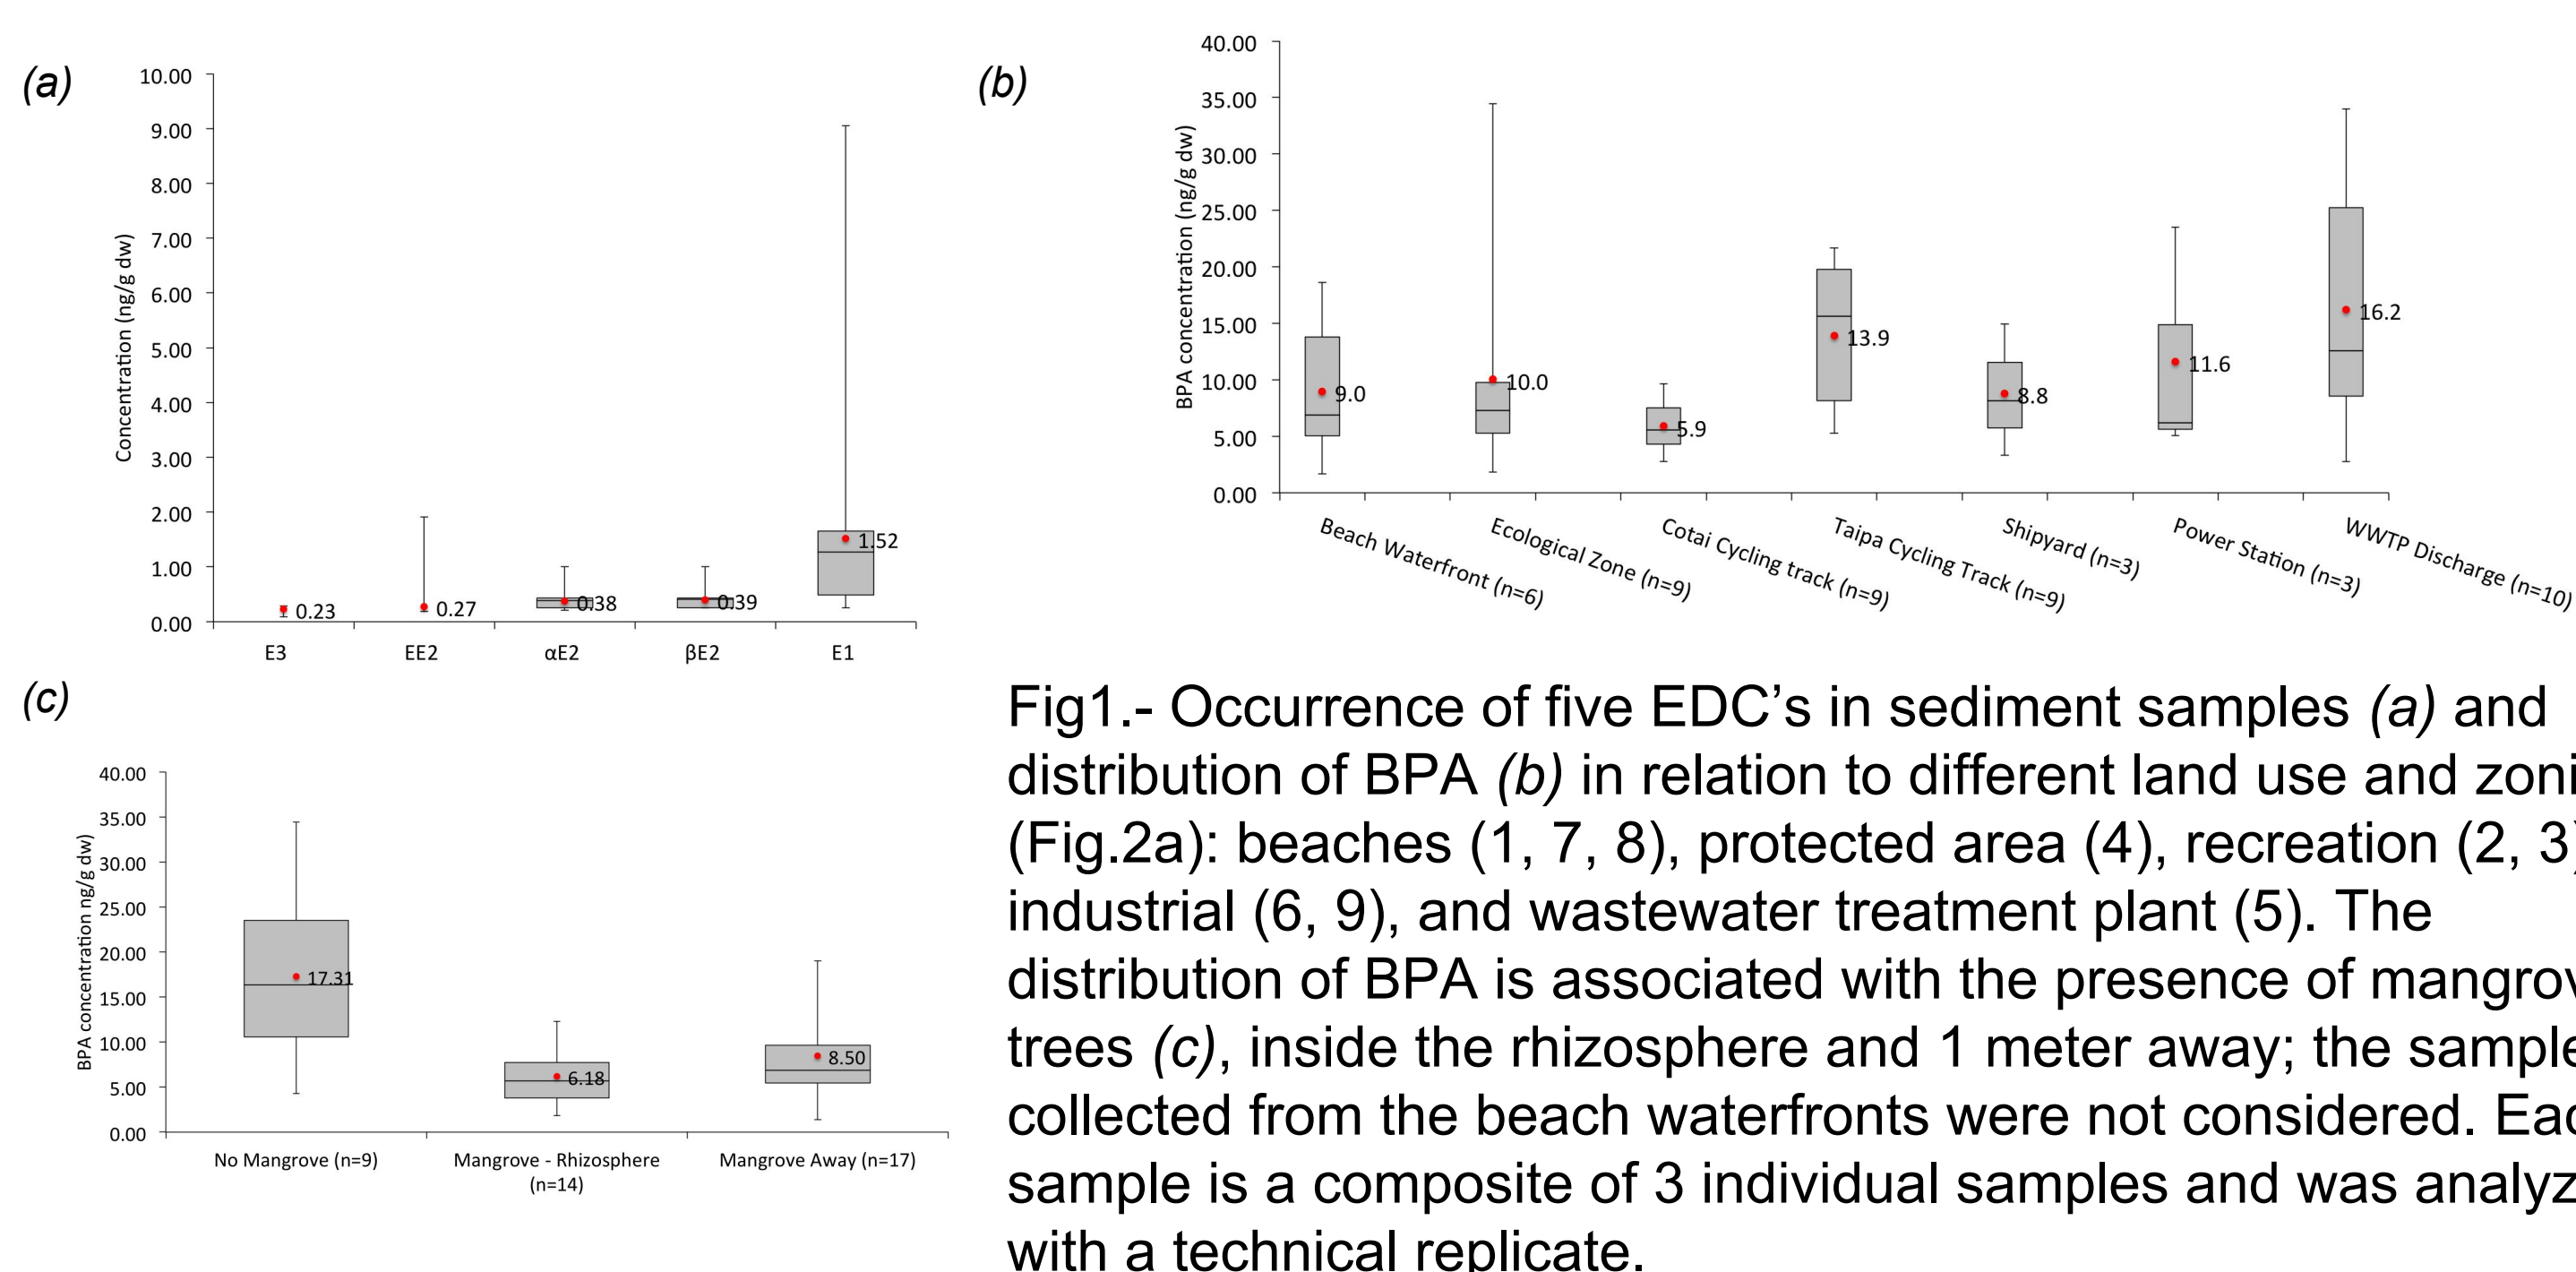 (a)
10.00
9.00
8.00
7.00
6.00
5.00
4.00
3.00
2.00
1.00
0.00
Concentration (ng/g dw)
0.23
0.27
0.38
0.39
1.52
E3
EE2
αE2
βE2
E1
(b)
40.00
35.00
30.00
25.00
20.00
15.00
10.00
5.00
0.00
BPA concentration (ng/g dw)
9.0
10.0
5.9
13.9
8.8
11.6
16.2
Beach Waterfront (n=6)
Ecological Zone (n=9)
Cotai Cycling track (n=9)
Taipa Cycling Track (n=9)
Shipyard (n=3)
Power Station (n=3)
WWTP Discharge (n=10)
(c)
40.00
35.00
30.00
25.00
20.00
15.00
10.00
5.00
0.00
BPA concentration ng/g dw)
17.31
6.18
8.50
No Mangrove (n=9)
Mangrove - Rhizosphere
(n=14)
Mangrove Away (n=17)
Fig1.- Occurrence of five EDC’s in sediment samples (a) and
distribution of BPA (b) in relation to different land use and zoni
(Fig.2a): beaches (1, 7, 8), protected area (4), recreation (2, 3)
industrial (6, 9), and wastewater treatment plant (5). The
distribution of BPA is associated with the presence of mangrov
trees (c), inside the rhizosphere and 1 meter away; the sample
collected from the beach waterfronts were not considered. Eac
sample is a composite of 3 individual samples and was analyz
with a technical replicate.